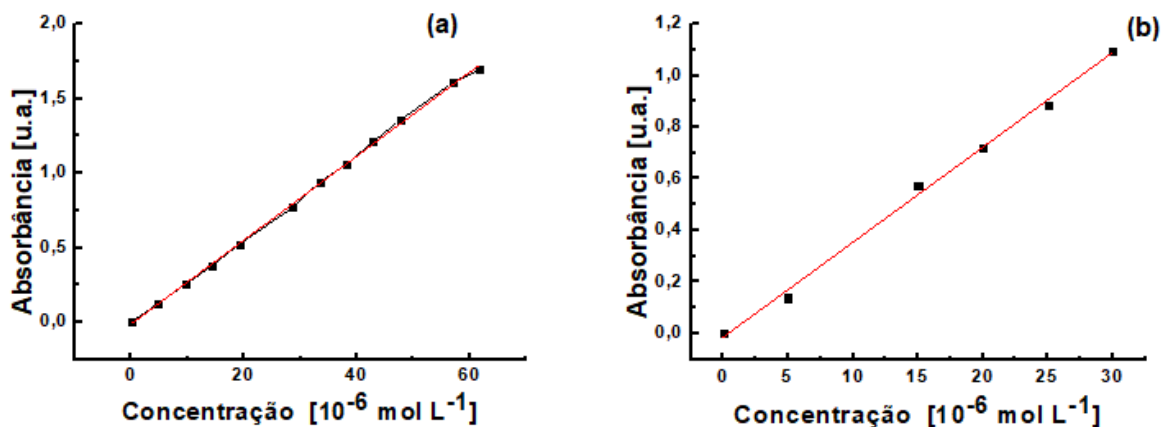 (a)
Absorbância [u.a.]
2,0
1,5
1,0
0,5
0,0
0 20 40 60
Concentração [10⁻⁶ mol L⁻¹]
(b)
Absorbância [u.a.]
1,2
1,0
0,8
0,6
0,4
0,2
0,0
0 5 10 15 20 25 30
Concentração [10⁻⁶ mol L⁻¹]